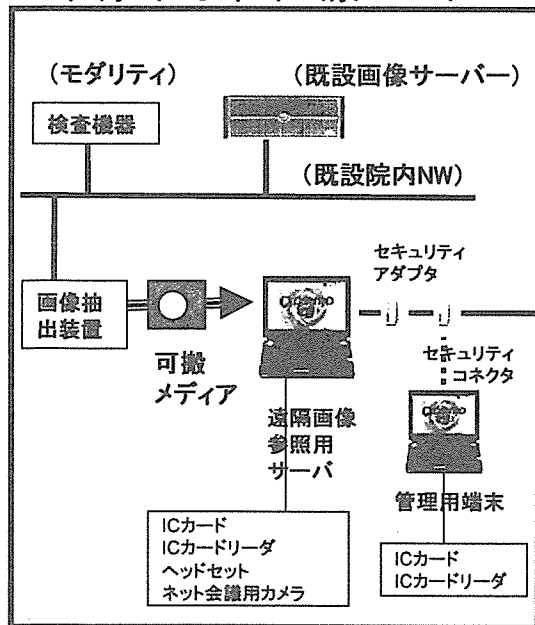 （モダリティ）
（既設画像サーバー）
検査機器
（既設院内NW）
セキュリティ
アダプタ
画像抽
出装置
可搬
メディア
セキュリティ
コネクタ
遠隔画像
参照用
サーバ
管理用端末
ICカード
ICカードリーダ
ヘッドセット
ネット会議用カメラ
ICカード
ICカードリーダ